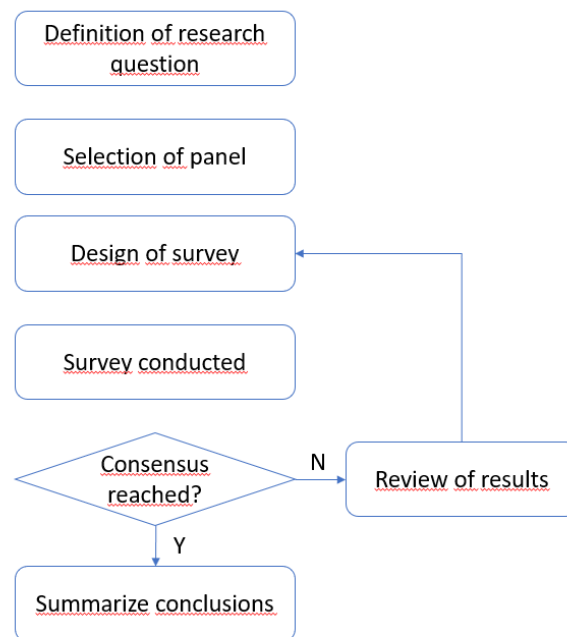 Definition of research
question
Selection of panel
Design of survey
Survey conducted
Consensus
reached?
N
Review of results
Y
Summarize conclusions